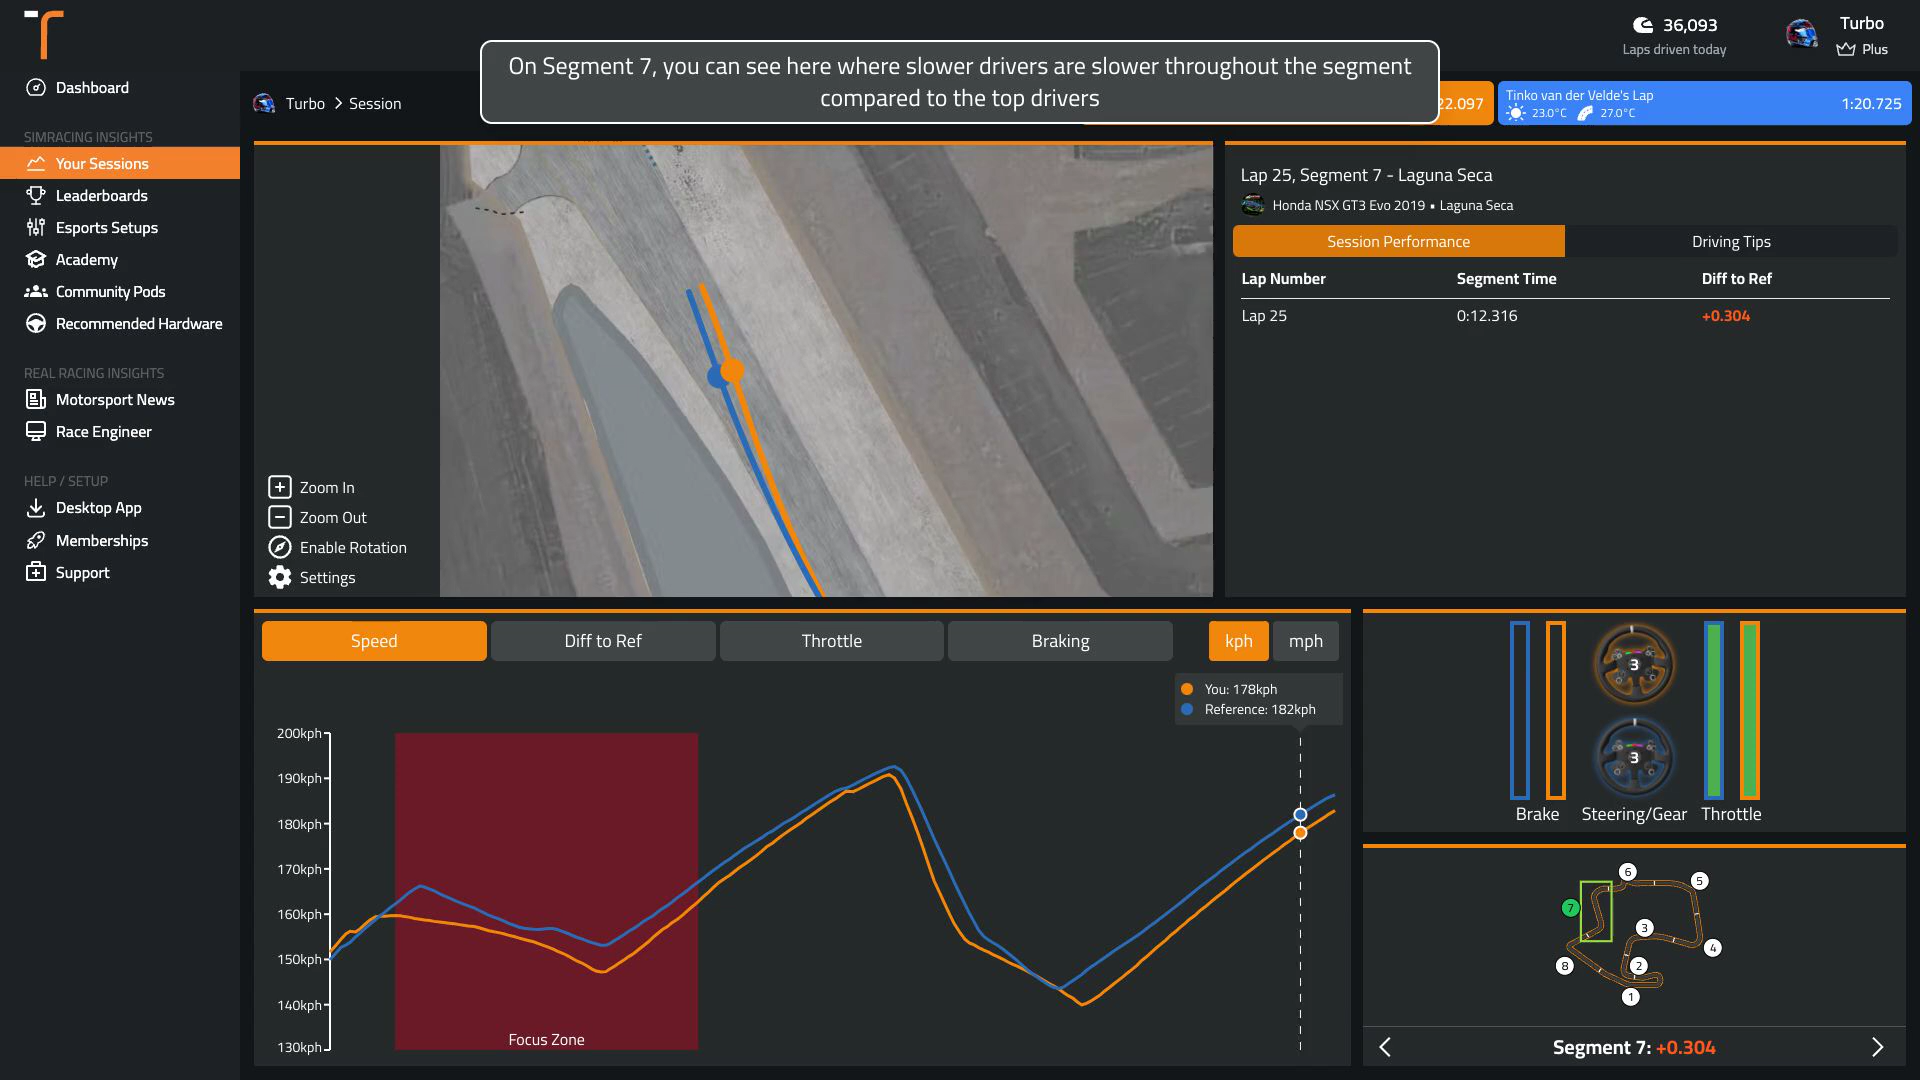 36,093
Laps driven today
Turbo
Plus
On Segment 7, you can see here where slower drivers are slower throughout the segment
compared to the top drivers
Dashboard
SIMRACING INSIGHTS
Your Sessions
Leaderboards
Esports Setups
Academy
Community Pods
Recommended Hardware
REAL RACING INSIGHTS
Motorsport News
Race Engineer
HELP / SETUP
Desktop App
Memberships
Support
Turbo > Session
22.097
Tinko van der Velde's Lap
23.0°C 27.0°C
1:20.725
Zoom In
Zoom Out
Enable Rotation
Settings
Lap 25, Segment 7 - Laguna Seca
Honda NSX GT3 Evo 2019 • Laguna Seca
Session Performance Driving Tips
Lap Number Segment Time Diff to Ref
Lap 25 0:12.316 +0.304
Speed Diff to Ref Throttle Braking kph mph
You: 178kph
Reference: 182kph
200kph
190kph
180kph
170kph
160kph
150kph
140kph
130kph
Focus Zone
3
3
Brake Steering/Gear Throttle
6
5
7
3
4
8
2
1
Segment 7: +0.304